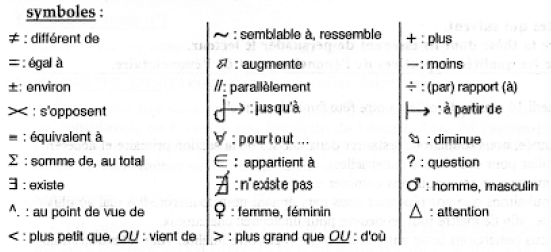 symboles :
≠ : différent de
= : égal à
± : environ
>< : s'opposent
= : équivalent à
Σ : somme de, au total
∃ : existe
^. : au point de vue de
< : plus petit que, OU : vient de
~ : semblable à, ressemble
⇗ : augmente
// : parallèlement
: jusqu'à
∀ : pour tout ...
∈ : appartient à
∄ : n'existe pas
♀ : femme, féminin
> : plus grand que OU : d'où
+ : plus
— : moins
÷ : (par) rapport (à)
↦ : à partir de
⇘ : diminue
? : question
♂ : homme, masculin
△ : attention